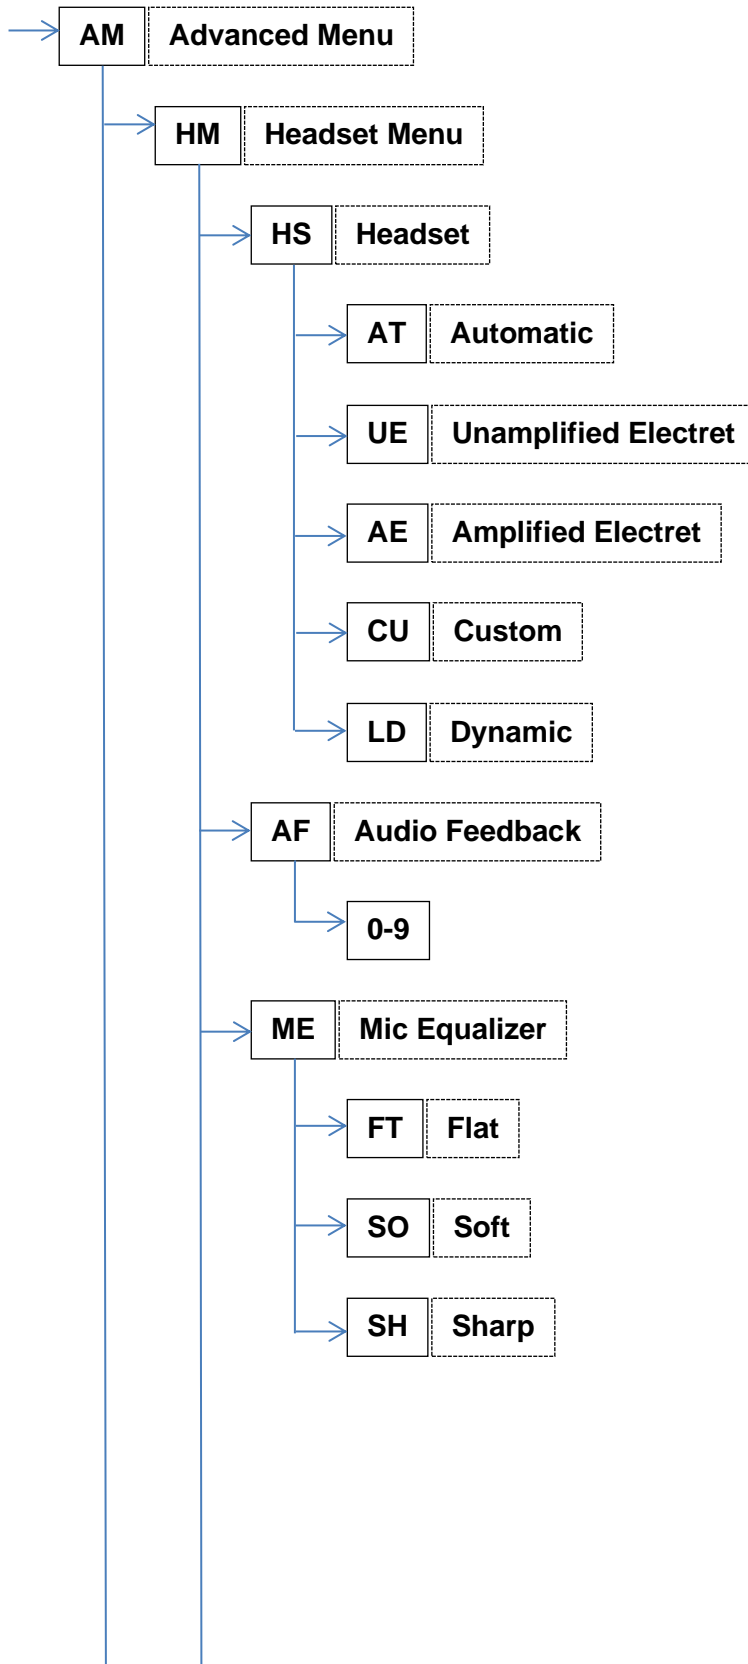 AM Advanced Menu
HM Headset Menu
HS Headset
AT Automatic
UE Unamplified Electret
AE Amplified Electret
CU Custom
LD Dynamic
AF Audio Feedback
0-9
ME Mic Equalizer
FT Flat
SO Soft
SH Sharp